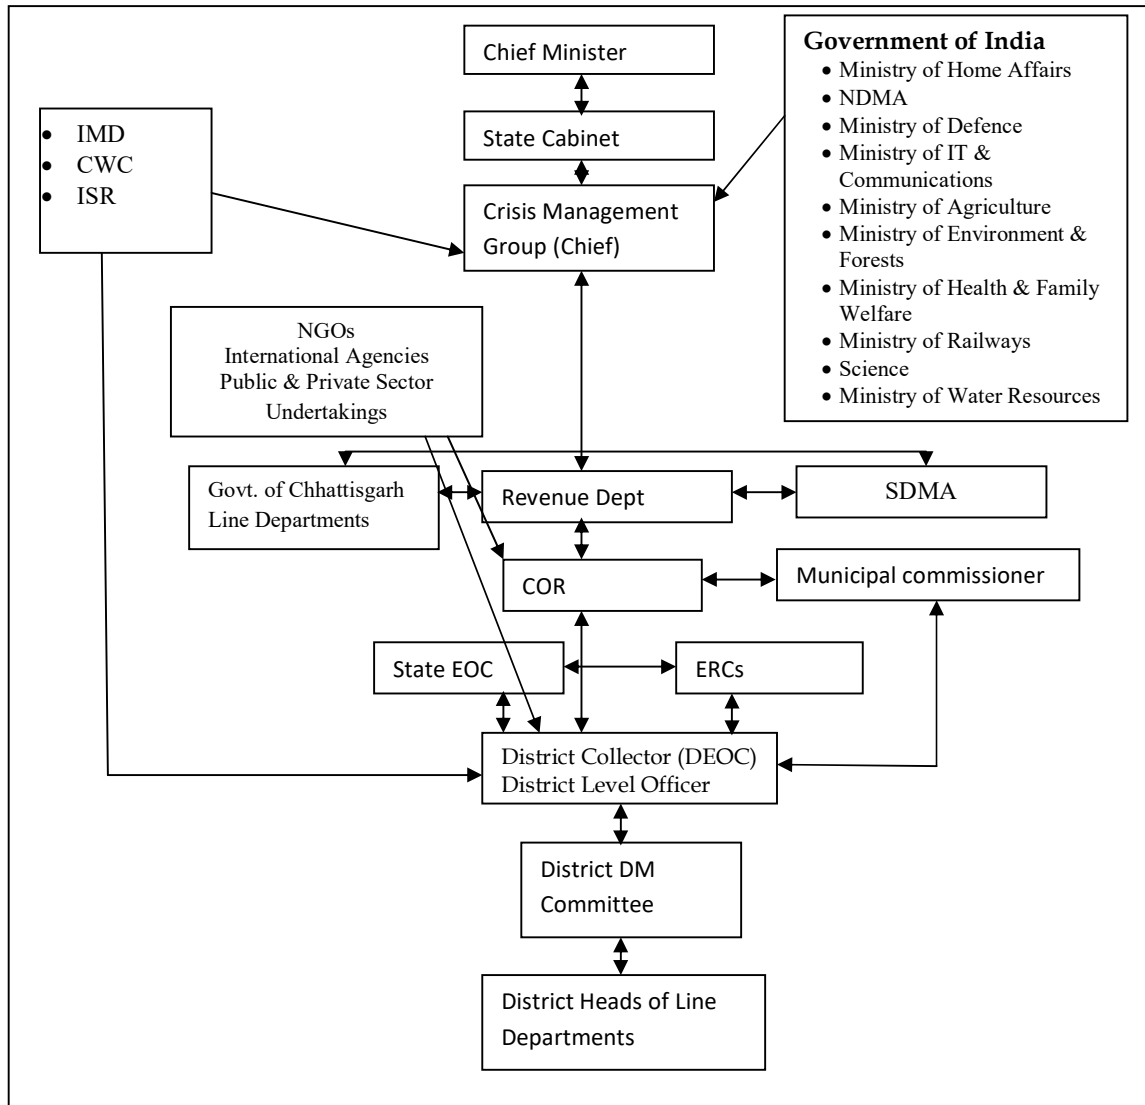 Chief Minister
Government of India
• Ministry of Home Affairs
• NDMA
• Ministry of Defence
• Ministry of IT &
Communications
• Ministry of Agriculture
• Ministry of Environment &
Forests
• Ministry of Health & Family
Welfare
• Ministry of Railways
• Science
• Ministry of Water Resources
• IMD
• CWC
• ISR
State Cabinet
Crisis Management
Group (Chief)
NGOs
International Agencies
Public & Private Sector
Undertakings
Govt. of Chhattisgarh
Line Departments
Revenue Dept
SDMA
COR
Municipal commissioner
State EOC
ERCs
District Collector (DEOC)
District Level Officer
District DM
Committee
District Heads of Line
Departments